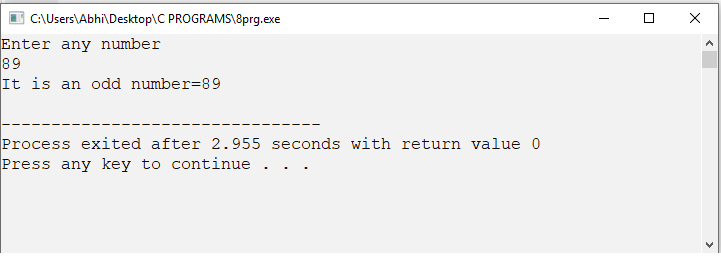 C:\Users\Abhi\Desktop\C PROGRAMS\8prg.exe
Enter any number
89
It is an odd number=89
--------------------------------
Process exited after 2.955 seconds with return value 0
Press any key to continue . . .